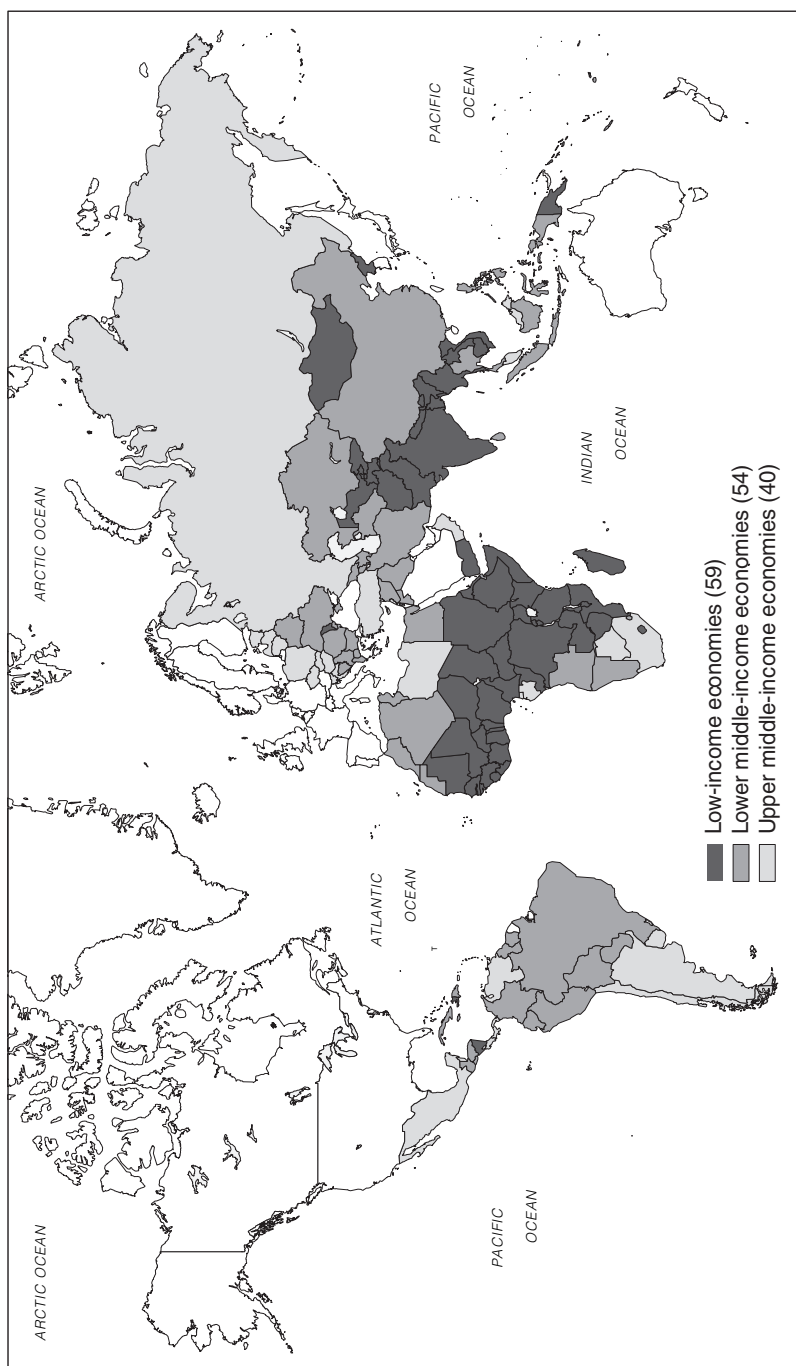 ARCTIC OCEAN
ARCTIC OCEAN
PACIFIC
OCEAN
ATLANTIC
OCEAN
PACIFIC
OCEAN
INDIAN
OCEAN
Low-income economies (59)
Lower middle-income economies (54)
Upper middle-income economies (40)